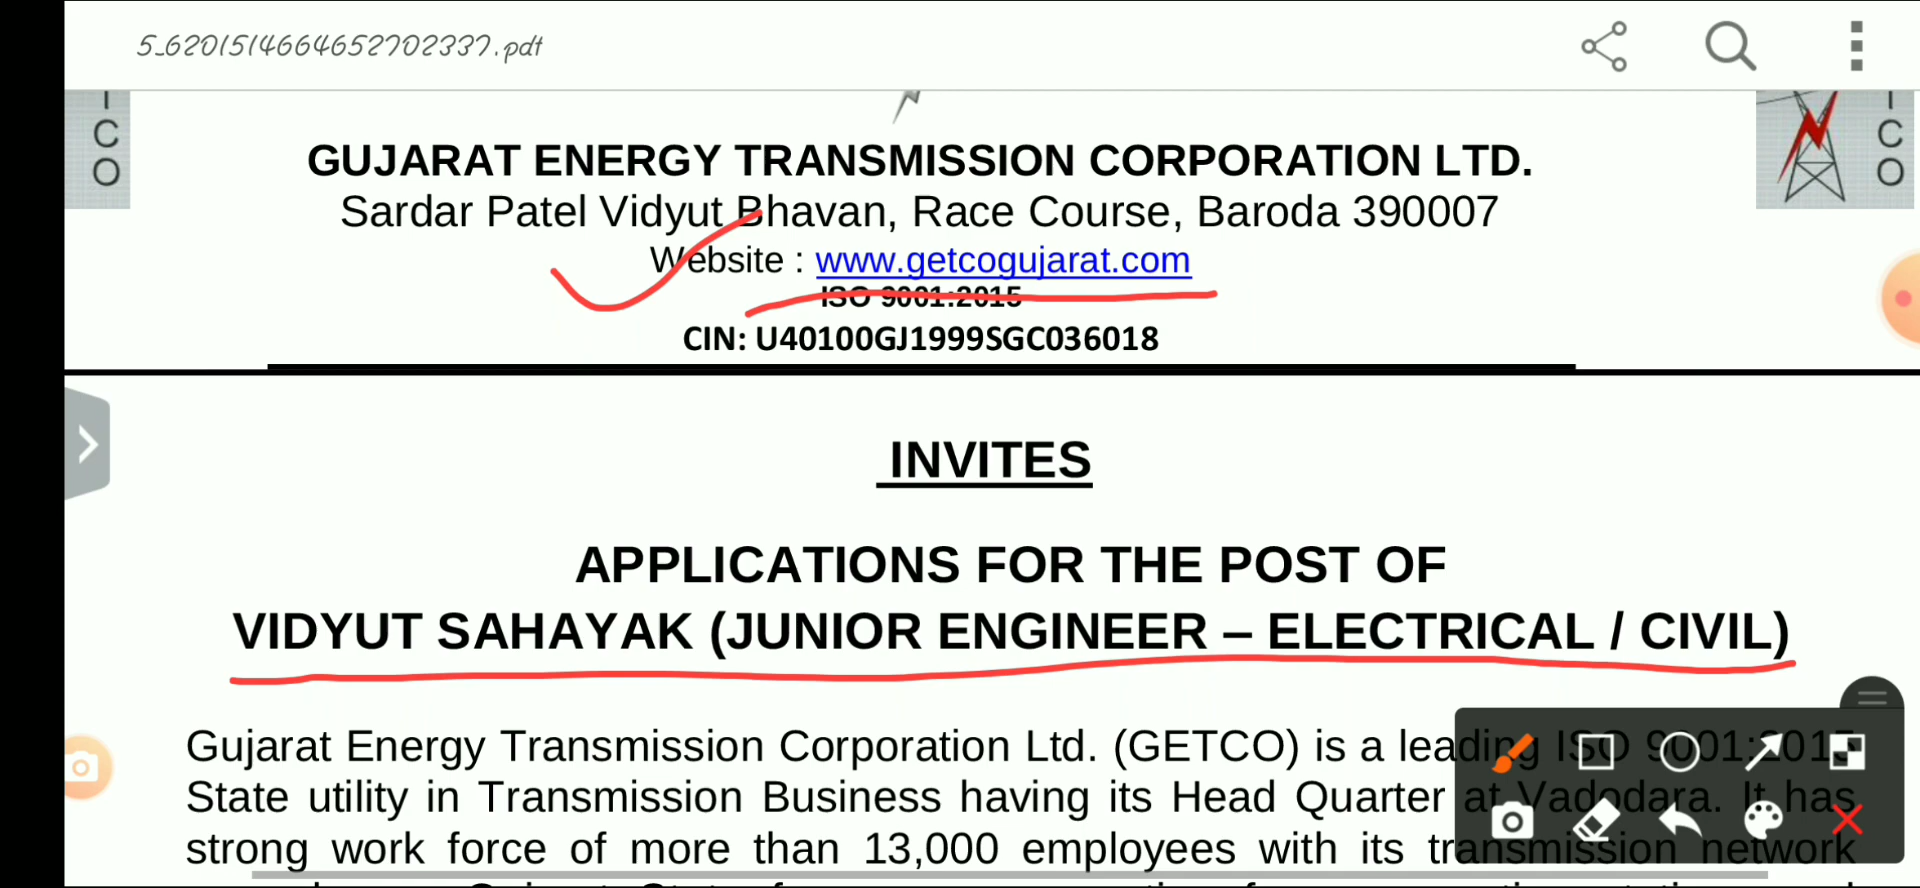 5_6201514664652702337.pdf
I
C
O
I
C
O
GUJARAT ENERGY TRANSMISSION CORPORATION LTD.
Sardar Patel Vidyut Bhavan, Race Course, Baroda 390007
Website : www.getcogujarat.com
ISO 9001:2015
CIN: U40100GJ1999SGC036018
INVITES
APPLICATIONS FOR THE POST OF
VIDYUT SAHAYAK (JUNIOR ENGINEER – ELECTRICAL / CIVIL)
Gujarat Energy Transmission Corporation Ltd. (GETCO) is a leading ISO 9001:2015
State utility in Transmission Business having its Head Quarter at Vadodara. It has
strong work force of more than 13,000 employees with its transmission network